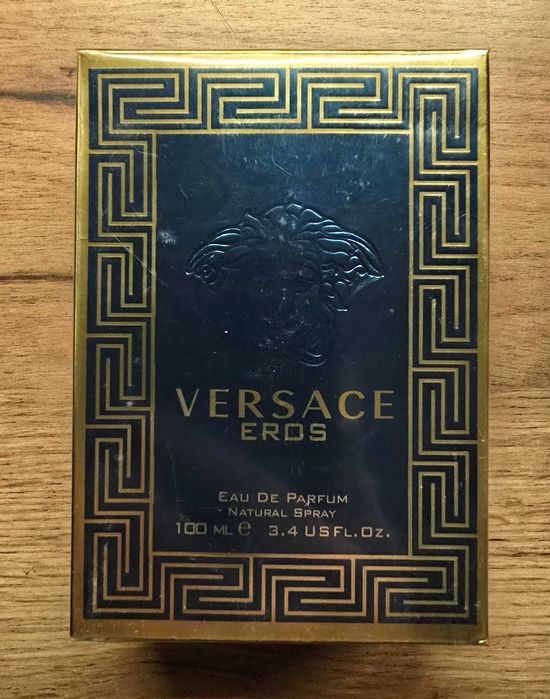 VERSACE
EROS
EAU DE PARFUM
NATURAL SPRAY
100 ML e 3.4 US FL.OZ.